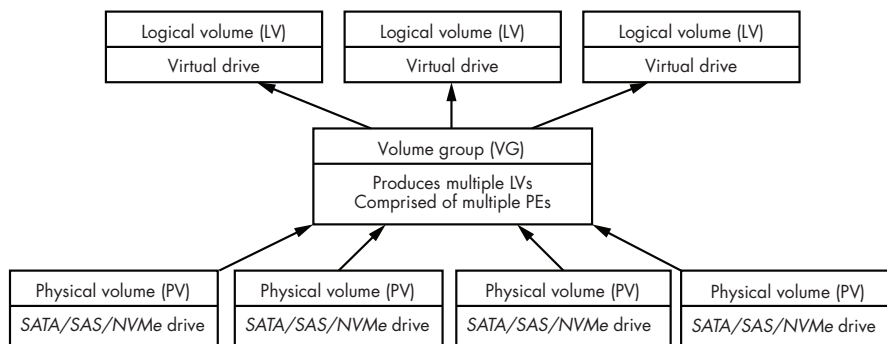 Logical volume (LV)
Virtual drive
Logical volume (LV)
Virtual drive
Logical volume (LV)
Virtual drive
Volume group (VG)
Produces multiple LVs
Comprised of multiple PEs
Physical volume (PV)
SATA/SAS/NVMe drive
Physical volume (PV)
SATA/SAS/NVMe drive
Physical volume (PV)
SATA/SAS/NVMe drive
Physical volume (PV)
SATA/SAS/NVMe drive